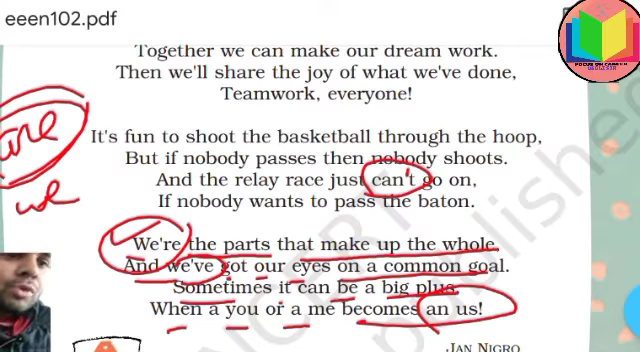 eeen102.pdf
FOCUS ON CAREER
Together we can make our dream work.
Then we'll share the joy of what we've done,
Teamwork, everyone!
It's fun to shoot the basketball through the hoop,
But if nobody passes then nobody shoots.
And the relay race just can't go on,
If nobody wants to pass the baton.
we
We're the parts that make up the whole
And we've got our eyes on a common goal.
Sometimes it can be a big plus,
When a you or a me becomes an us!
JAN NIGRO